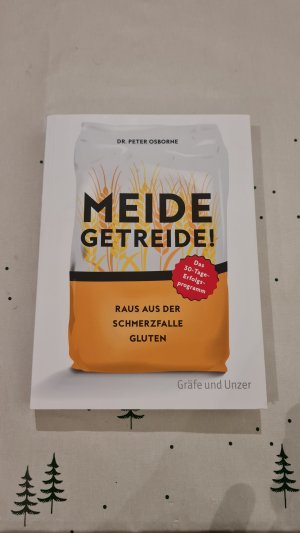 DR. PETER OSBORNE
MEIDE
GETREIDE!
Das
30-Tage-
Erfolgs-
programm
RAUS AUS DER
SCHMERZFALLE
GLUTEN
Gräfe und Unzer